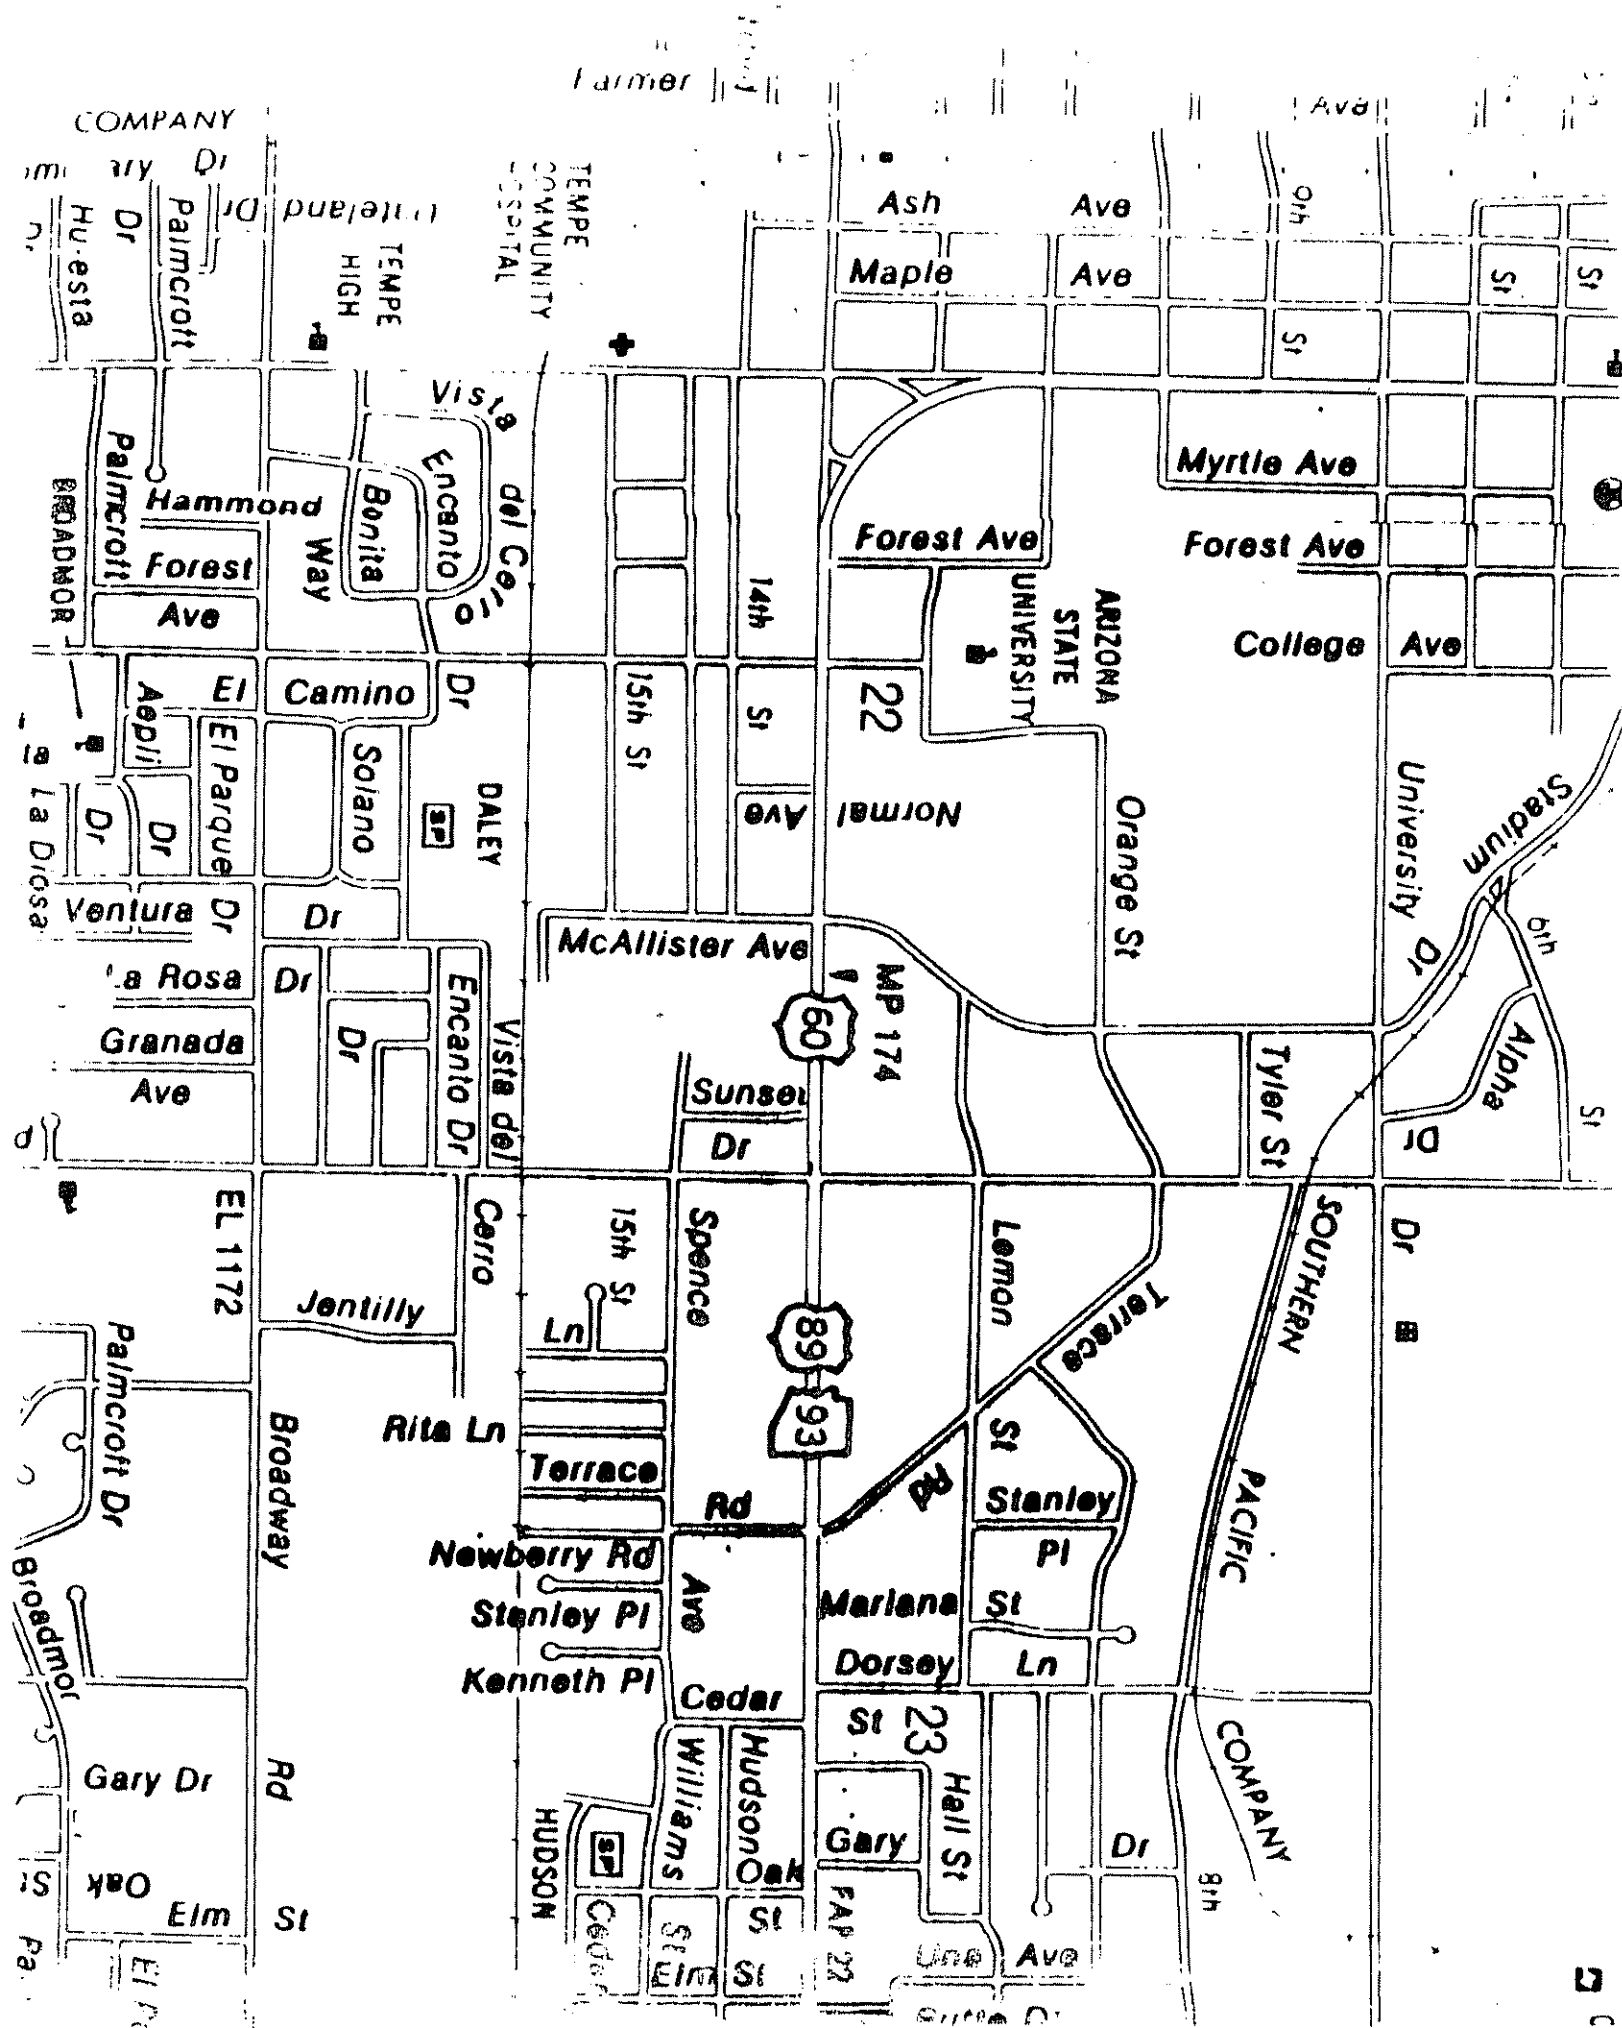 Farmer
Ave
COMPANY
Dr
Palmcroft
Dr
Dr
TEMPE
COMMUNITY
TEMPE
HIGH
Ash Ave
9th
St
Maple Ave
St
St
Vista
del Cerro
Encanto
Dr
Bonita
Way
Palmcroft
Hammond
Forest
Ave
BROADMOR
Myrtle Ave
Forest Ave
Forest Ave
ARIZONA
STATE
UNIVERSITY
College Ave
14th
St
15th St
22
El Camino
Aepli
Dr
El Parque
Dr
Solano
Dr
DALEY
SP
Normal
Ave
Orange St
University
Dr
Stadium
6th
St
La Diosa
Dr
Ventura
Dr
McAllister Ave
MP 174
60
Rosa
Dr
Granada
Ave
Dr
Encanto Dr
Vista del
Cerro
Sunset
Dr
Tyler St
Alpha
Dr
EL 1172
15th St
Spence
Ave
Lemon
St
Terrace
Rd
SOUTHERN
PACIFIC
COMPANY
Dr
Jentilly
Ln
89
93
Palmcroft Dr
Broadway
Rd
Rita Ln
Terrace
Rd
Stanley
Pl
Newberry Rd
Stanley Pl
Kenneth Pl
Mariana St
Dorsey Ln
Broadmor
Cedar
St
23
Gary Dr
Williams
St
Hudson
HUDSON
SP
Hall St
Gary Dr
8th
Oak
St
Oak
St
Elm St
Cedar
Elm St
FAP 22
Una Ave